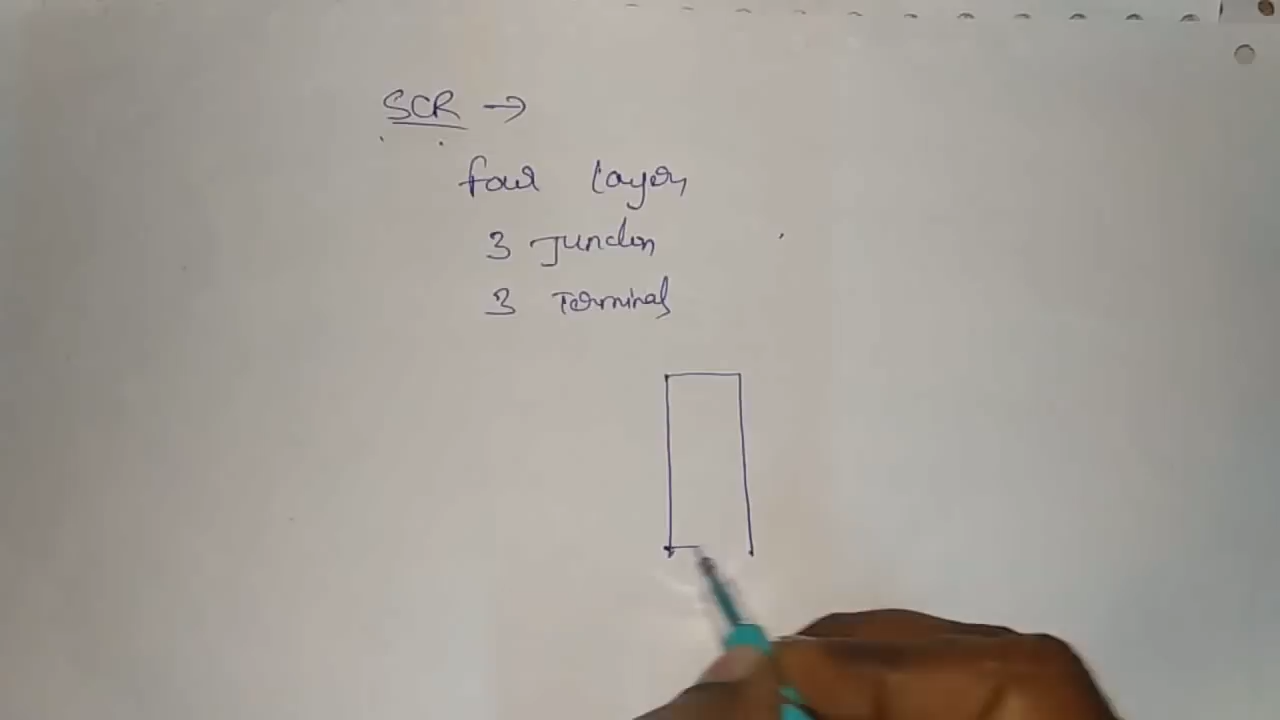 SCR →
four layer
3 Junction
3 Terminal